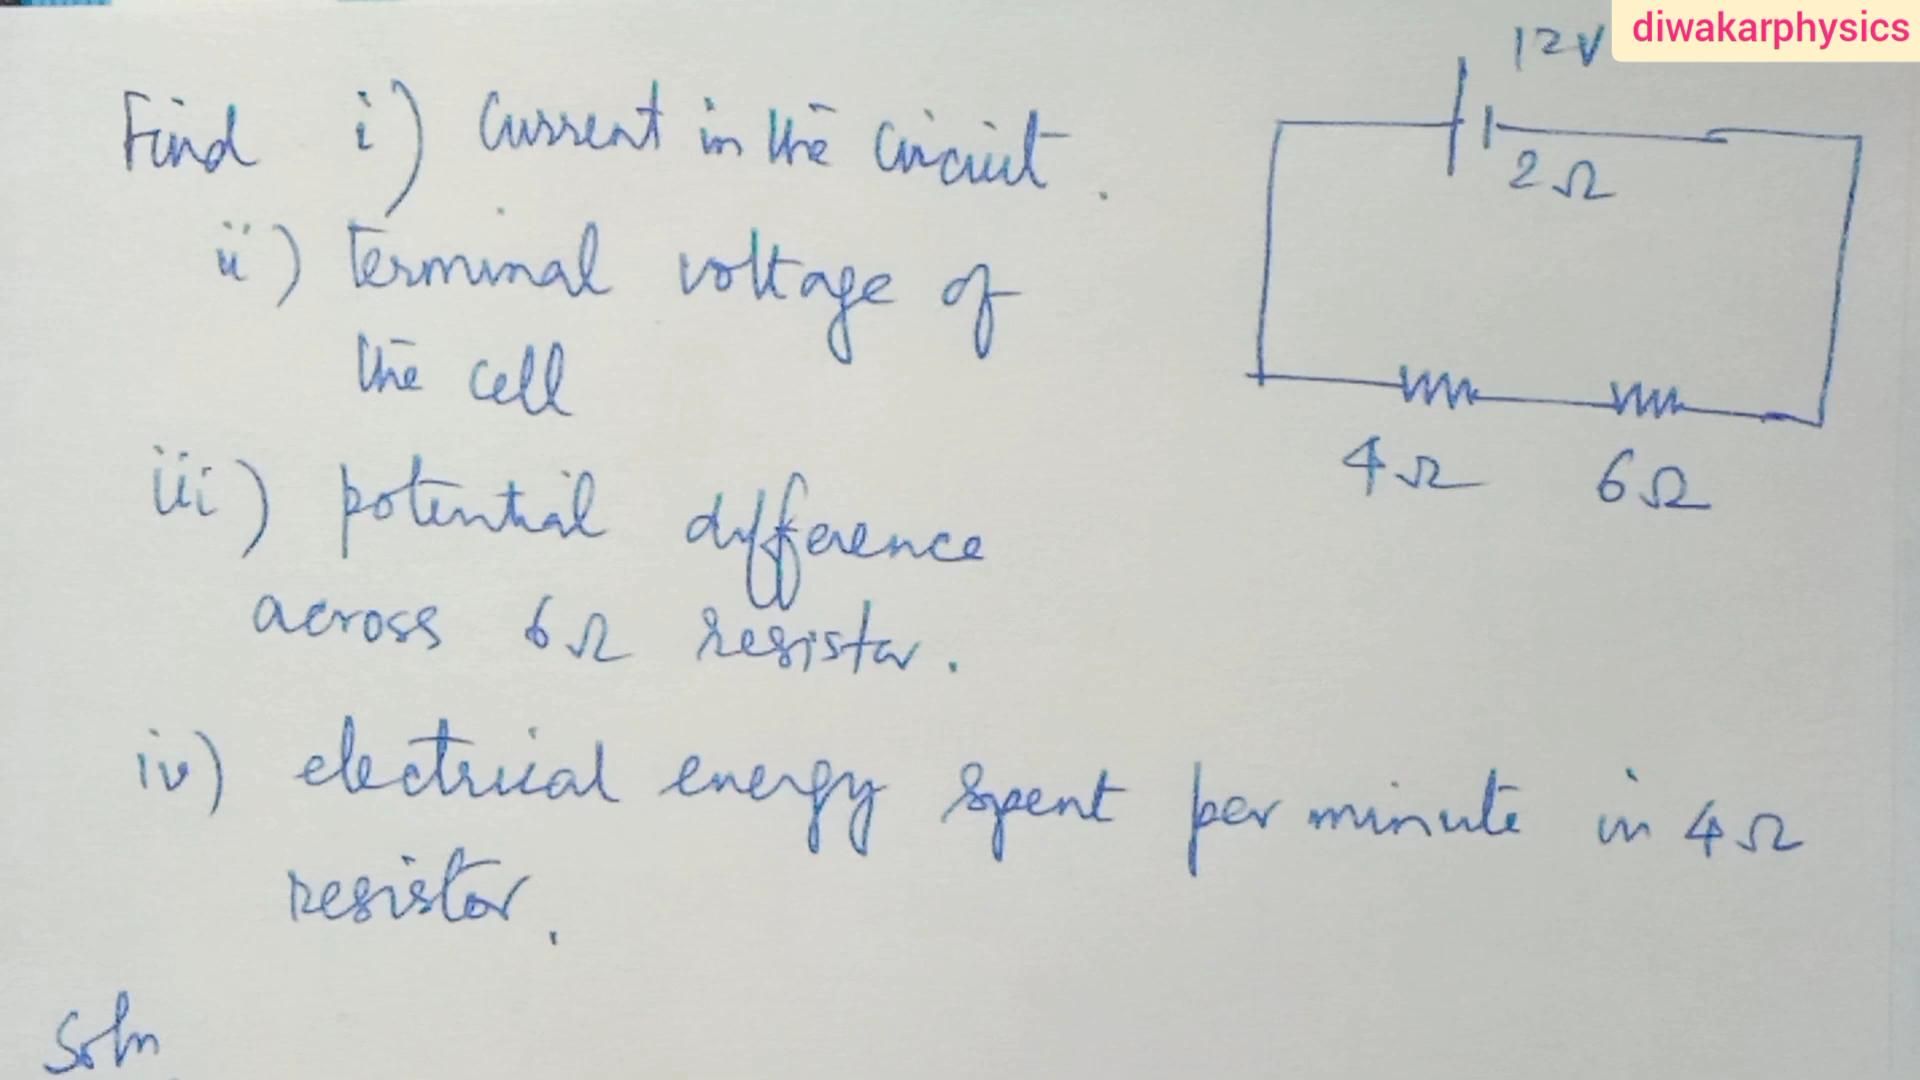 diwakarphysics
12V
Find i) Current in the Circuit.
2Ω
ii) terminal voltage of
the cell
4Ω 6Ω
iii) potential difference
across 6Ω resistor.
iv) electrical energy spent per minute in 4Ω
resistor.
Soln